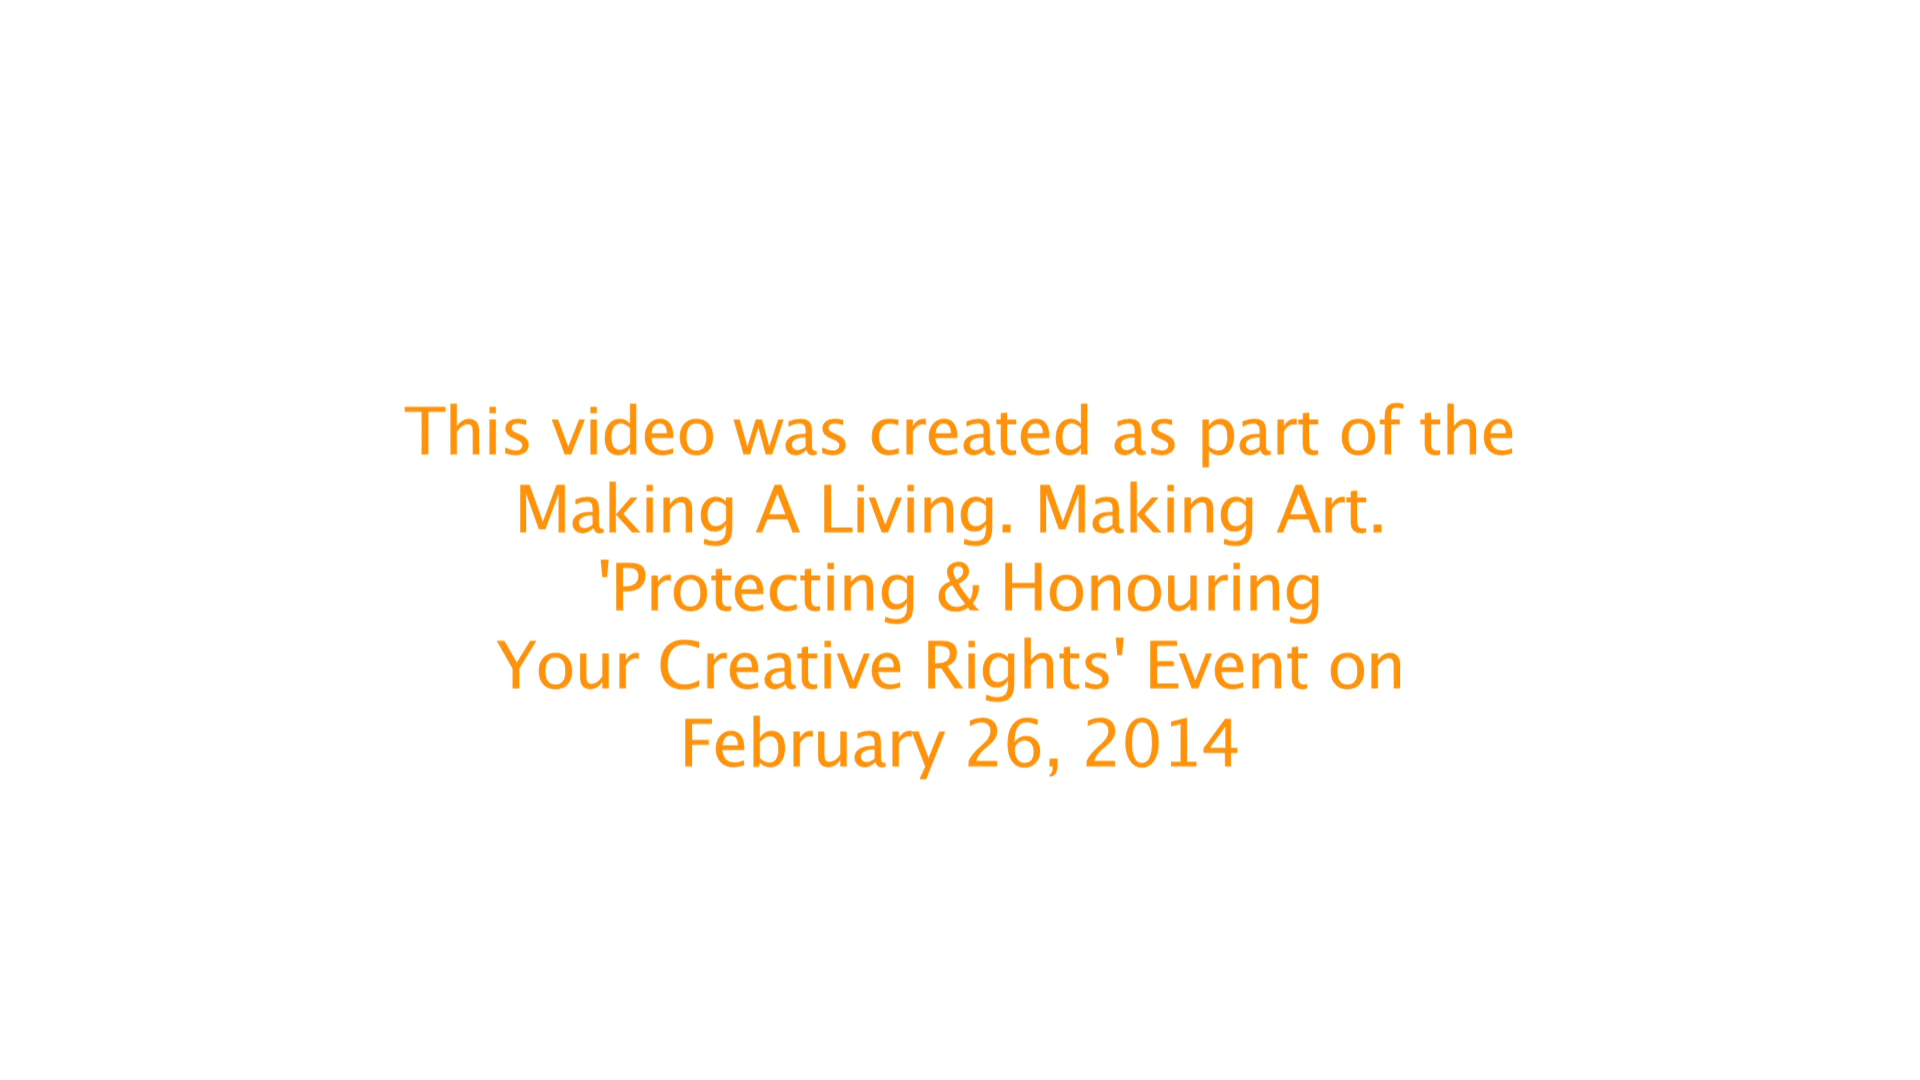 This video was created as part of the
Making A Living. Making Art.
'Protecting & Honouring
Your Creative Rights' Event on
February 26, 2014